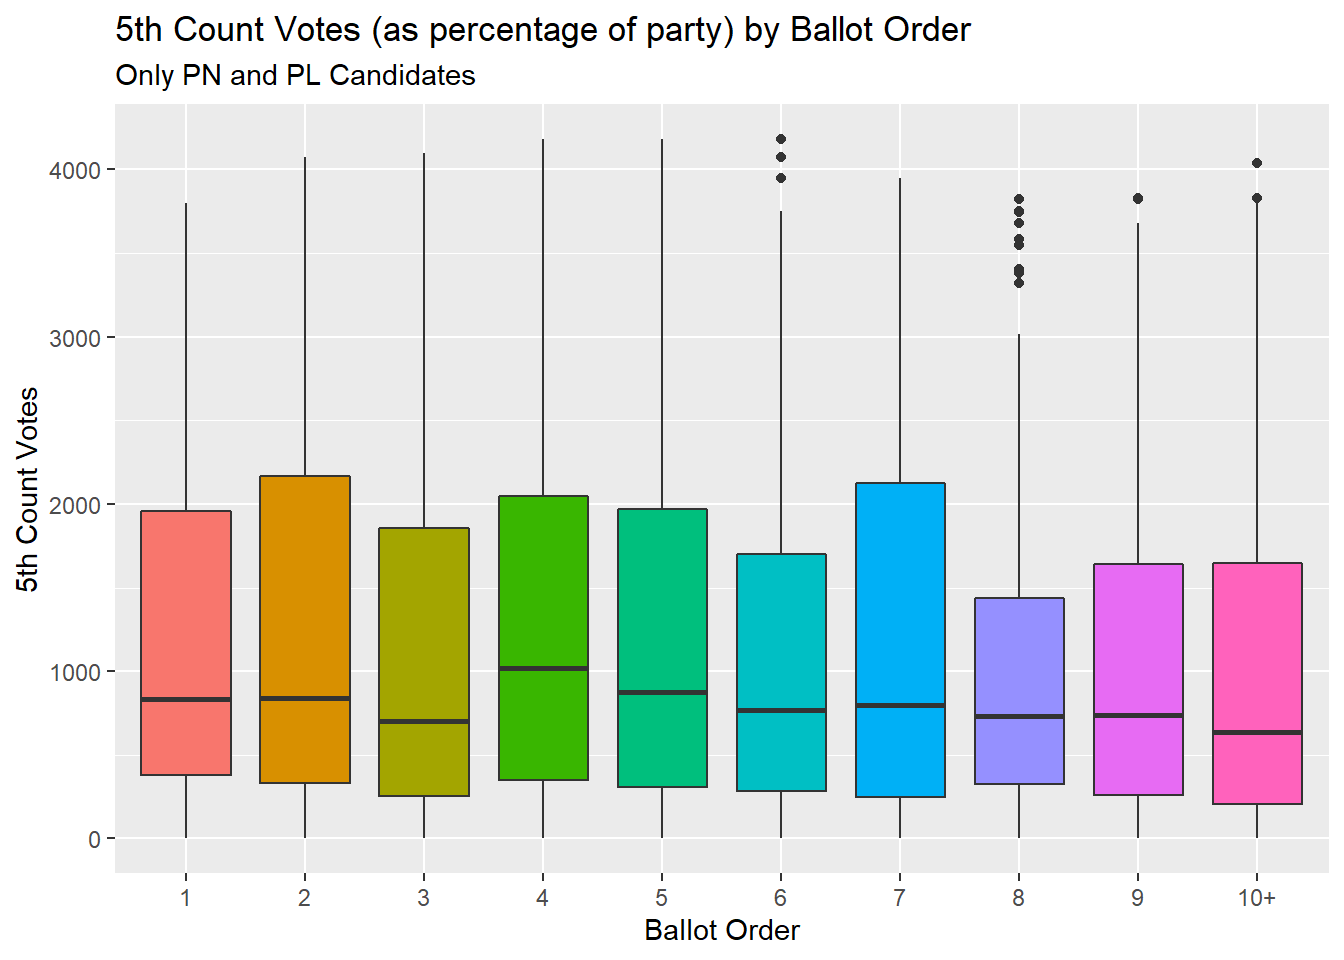 5th Count Votes (as percentage of party) by Ballot Order
Only PN and PL Candidates
5th Count Votes
4000
3000
2000
1000
0
1 2 3 4 5 6 7 8 9 10+
Ballot Order